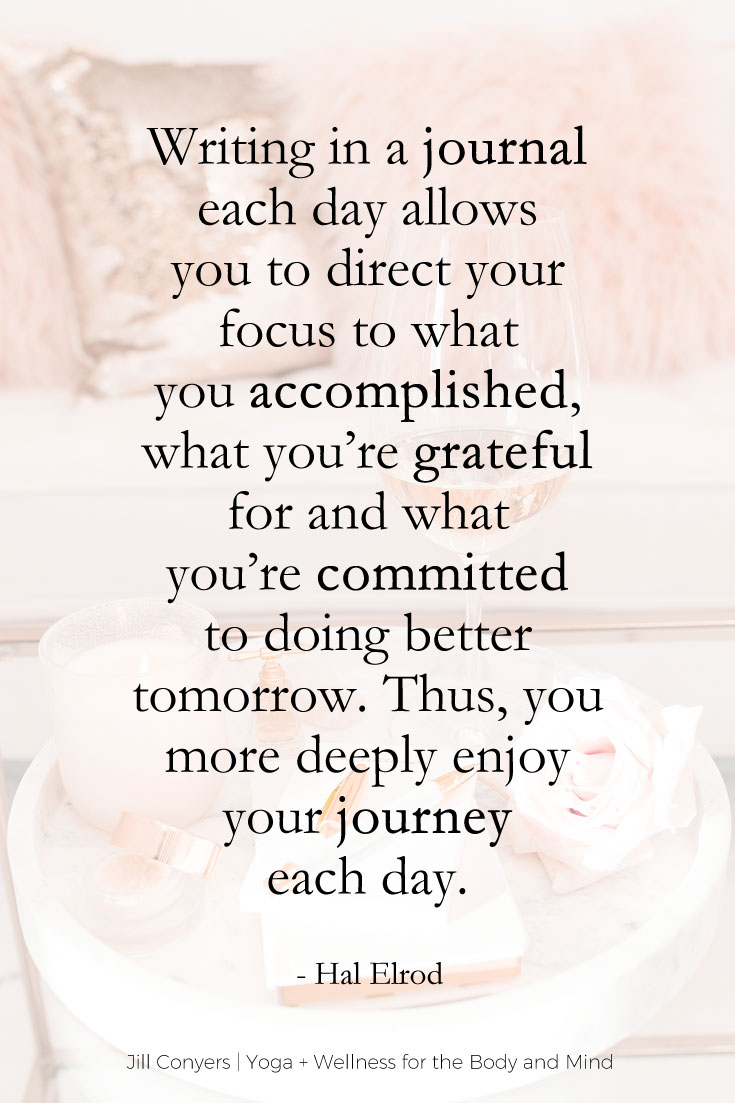 Writing in a journal
each day allows
you to direct your
focus to what
you accomplished,
what you’re grateful
for and what
you’re committed
to doing better
tomorrow. Thus, you
more deeply enjoy
your journey
each day.
- Hal Elrod
Jill Conyers | Yoga + Wellness for the Body and Mind